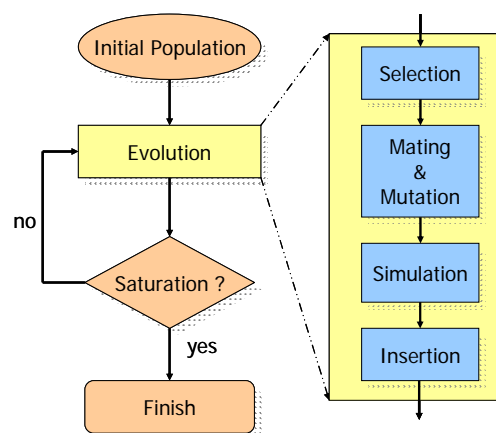 Initial Population
Evolution
no
Saturation ?
yes
Finish
Selection
Mating
&
Mutation
Simulation
Insertion